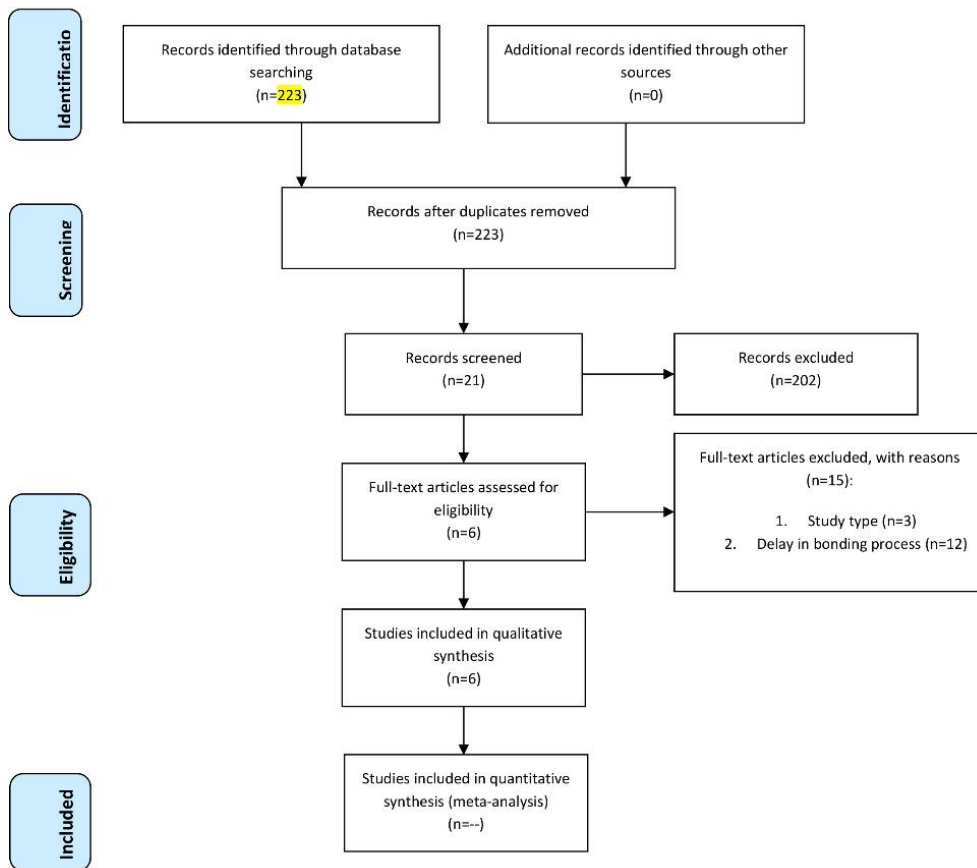 Identificatio
Records identified through database
searching
(n=223)
Additional records identified through other
sources
(n=0)
Screening
Records after duplicates removed
(n=223)
Records screened
(n=21)
Records excluded
(n=202)
Eligibility
Full-text articles assessed for
eligibility
(n=6)
Full-text articles excluded, with reasons
(n=15):
1. Study type (n=3)
2. Delay in bonding process (n=12)
Studies included in qualitative
synthesis
(n=6)
Included
Studies included in quantitative
synthesis (meta-analysis)
(n=--)